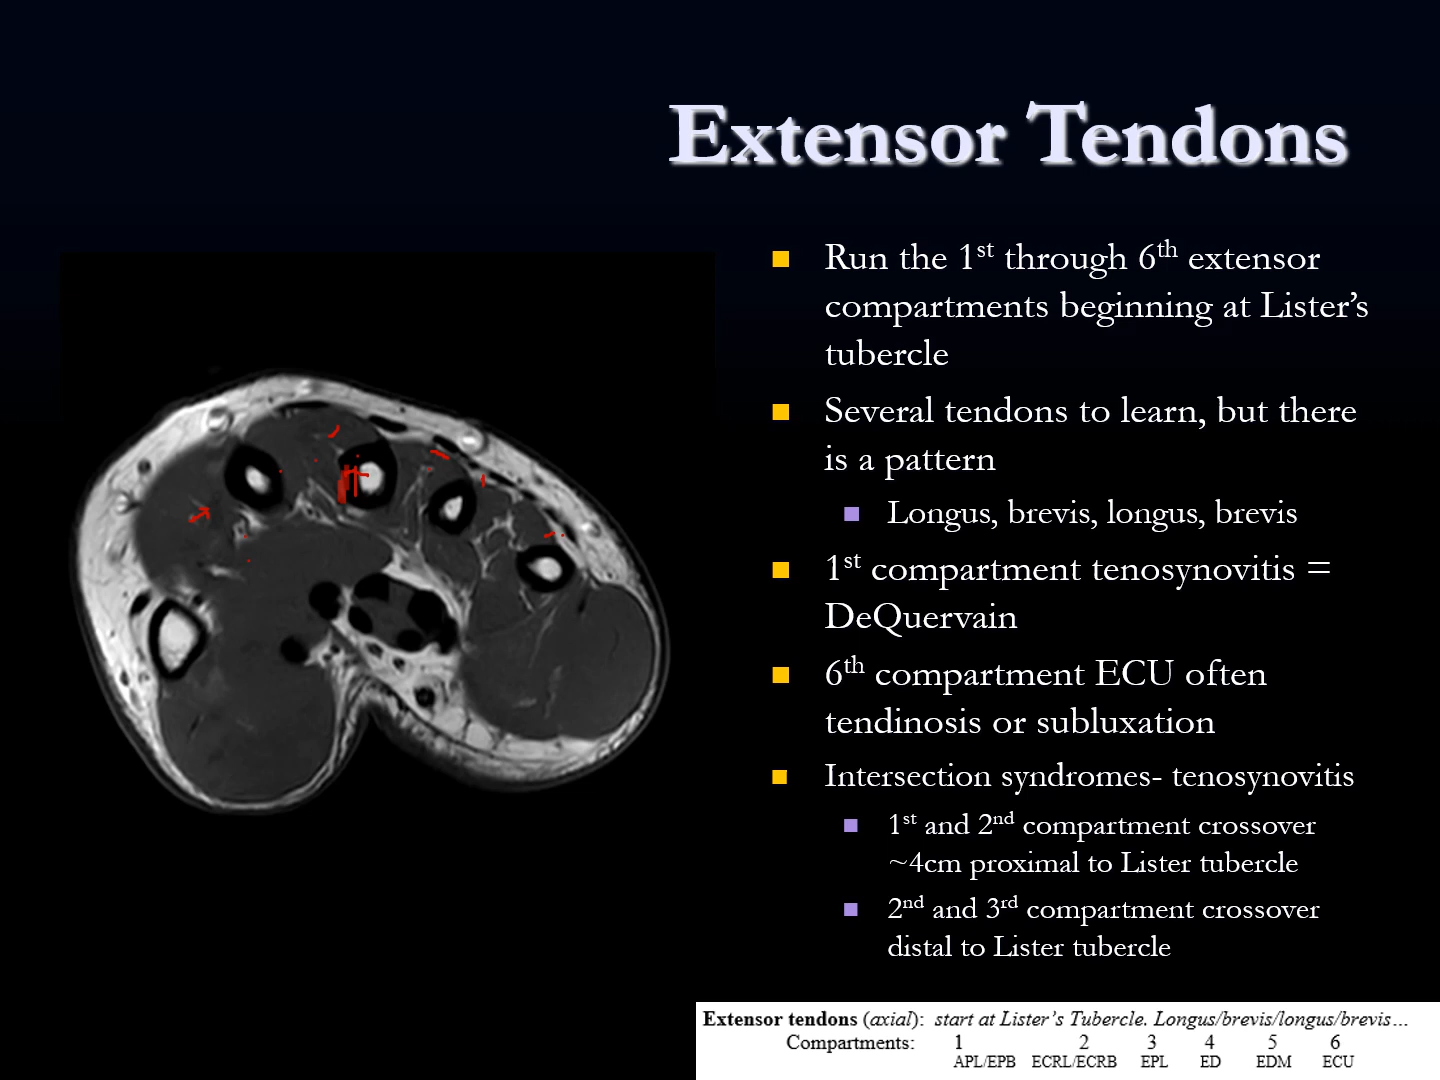 Extensor Tendons
Run the 1st through 6th extensor
compartments beginning at Lister’s
tubercle
Several tendons to learn, but there
is a pattern
Longus, brevis, longus, brevis
1st compartment tenosynovitis =
DeQuervain
6th compartment ECU often
tendinosis or subluxation
Intersection syndromes- tenosynovitis
1st and 2nd compartment crossover
~4cm proximal to Lister tubercle
2nd and 3rd compartment crossover
distal to Lister tubercle
Extensor tendons (axial): start at Lister’s Tubercle. Longus/brevis/longus/brevis…
Compartments: 1 2 3 4 5 6
APL/EPB ECRL/ECRB EPL ED EDM ECU